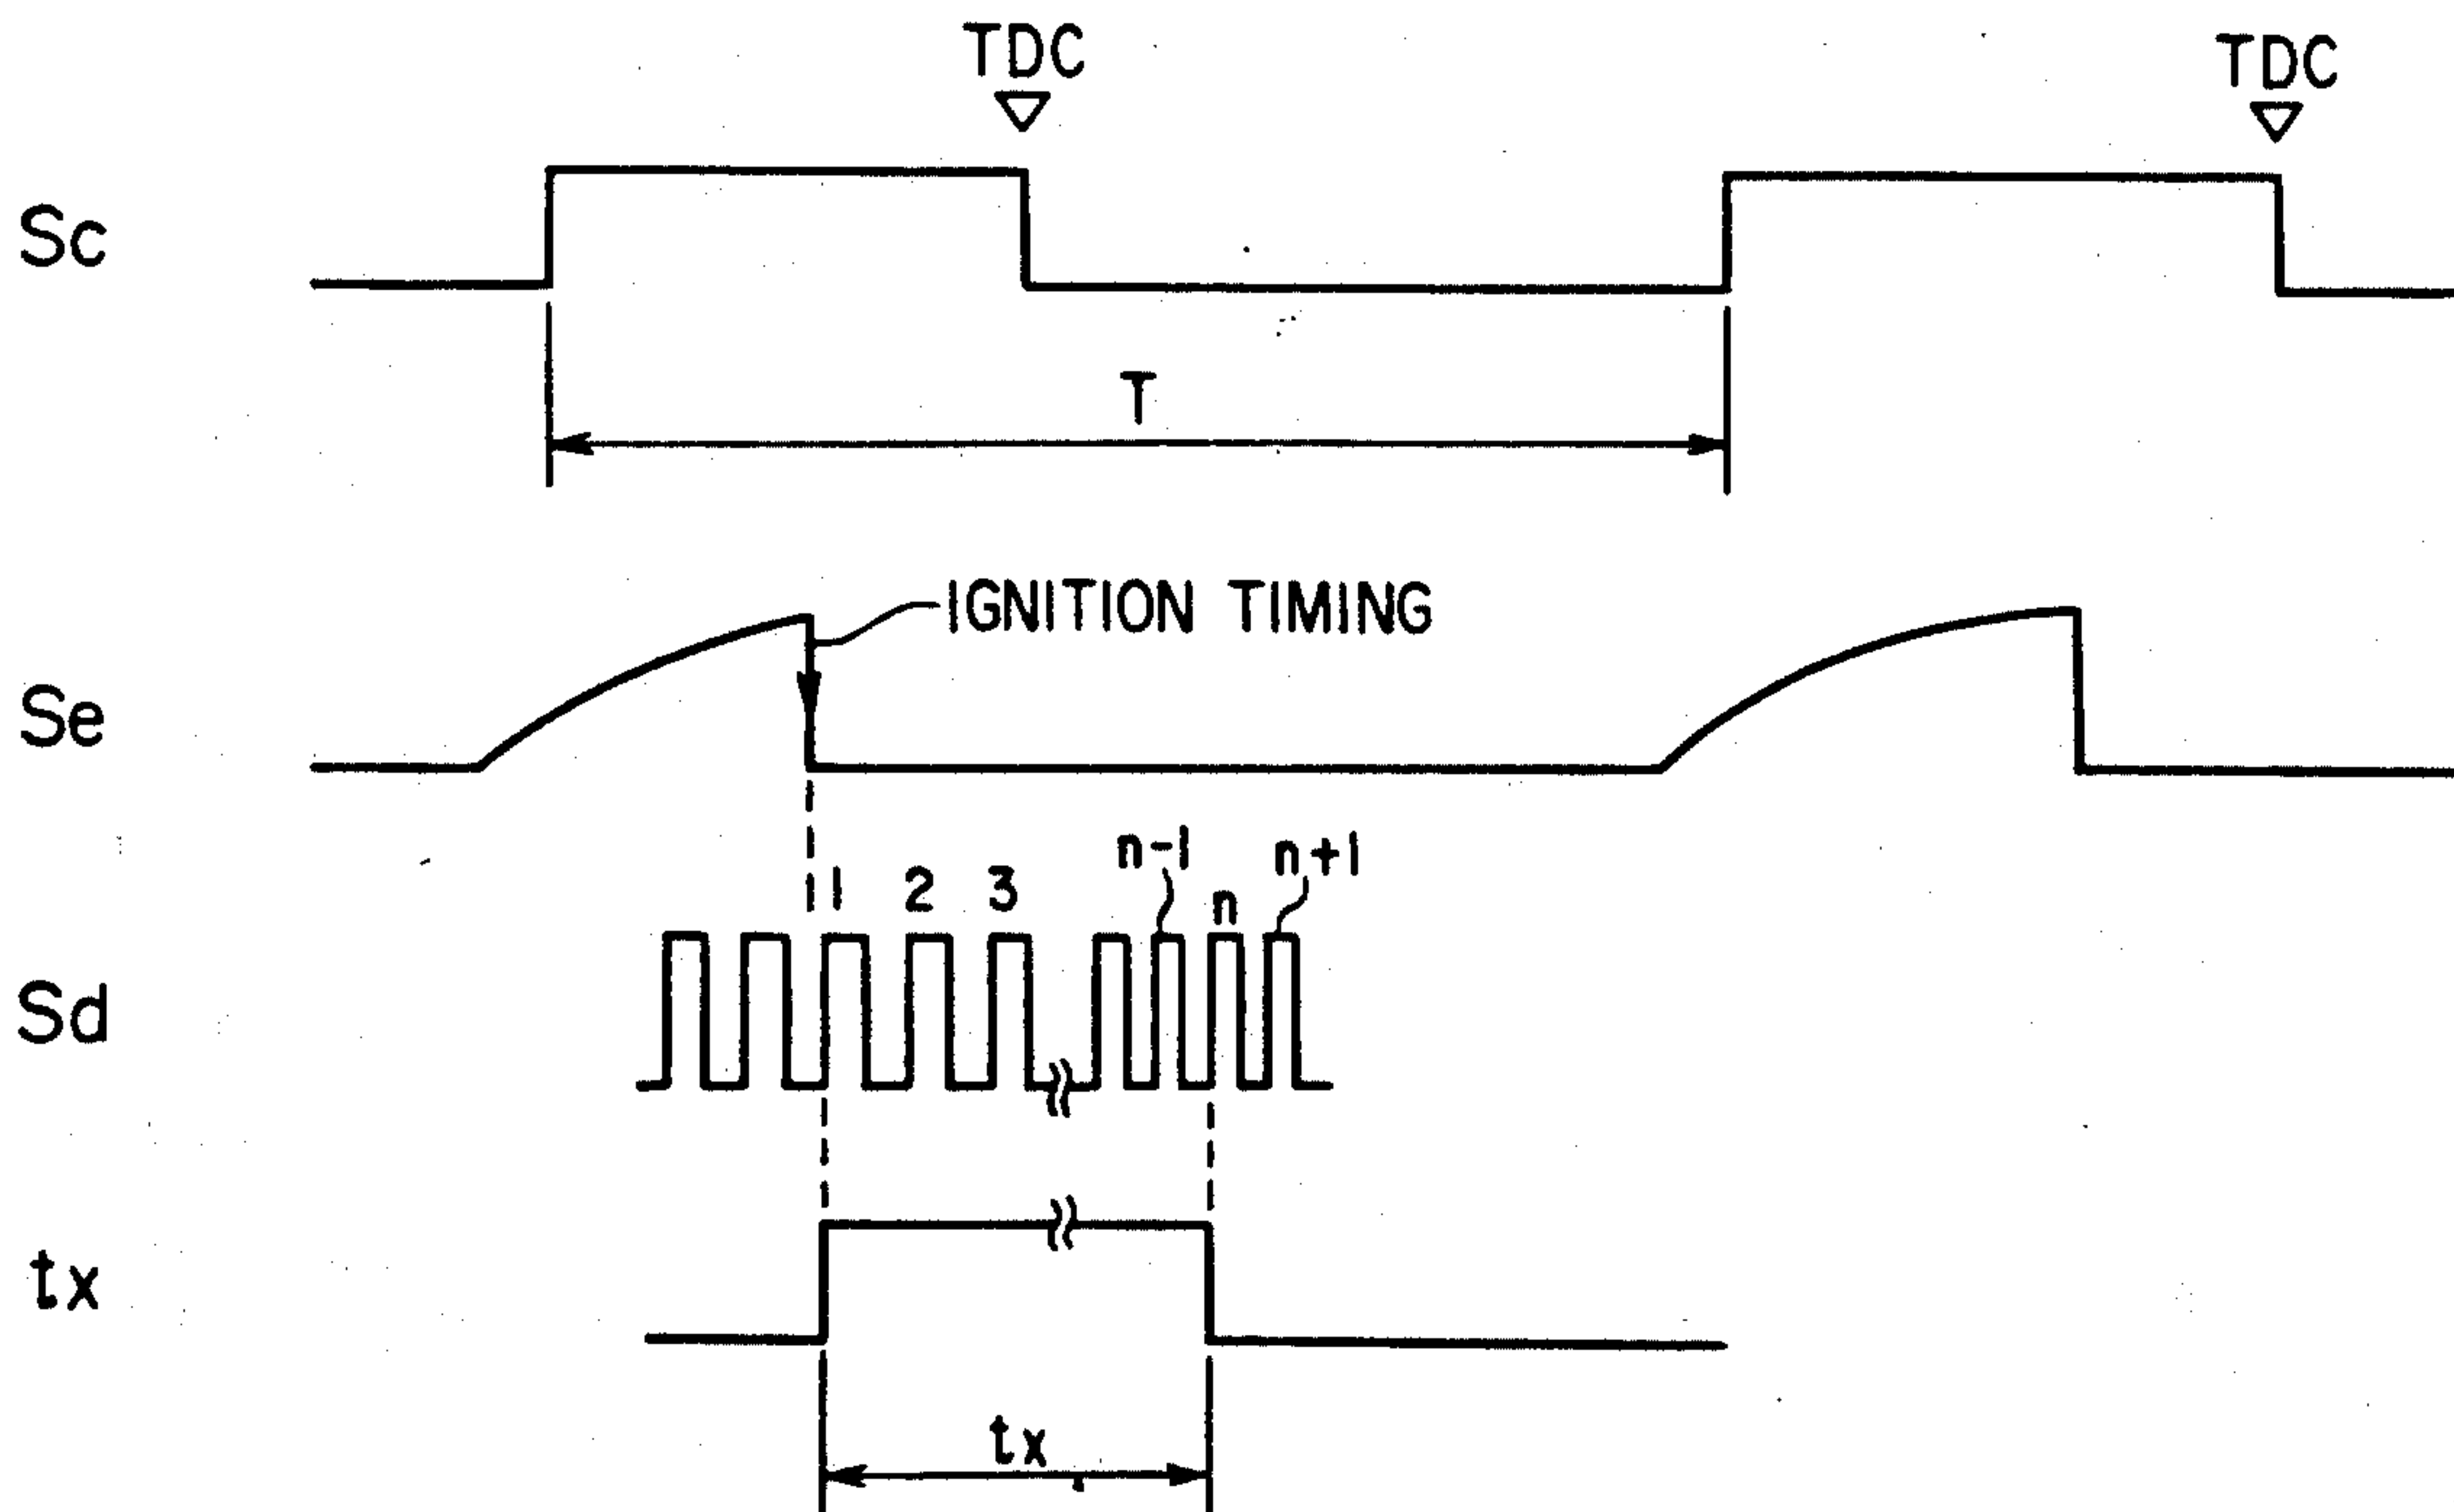 TDC
TDC
Sc
T
IGNITION TIMING
Se
n-1
n+1
1 2 3
n
Sd
tx
tx